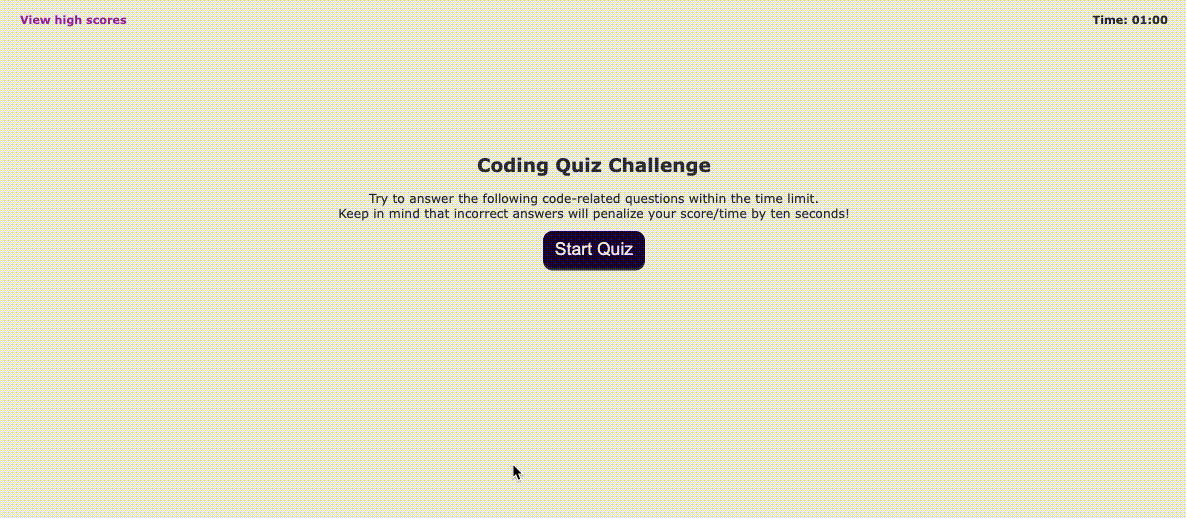 View high scores
Time: 01:00
Coding Quiz Challenge
Try to answer the following code-related questions within the time limit.
Keep in mind that incorrect answers will penalize your score/time by ten seconds!
Start Quiz